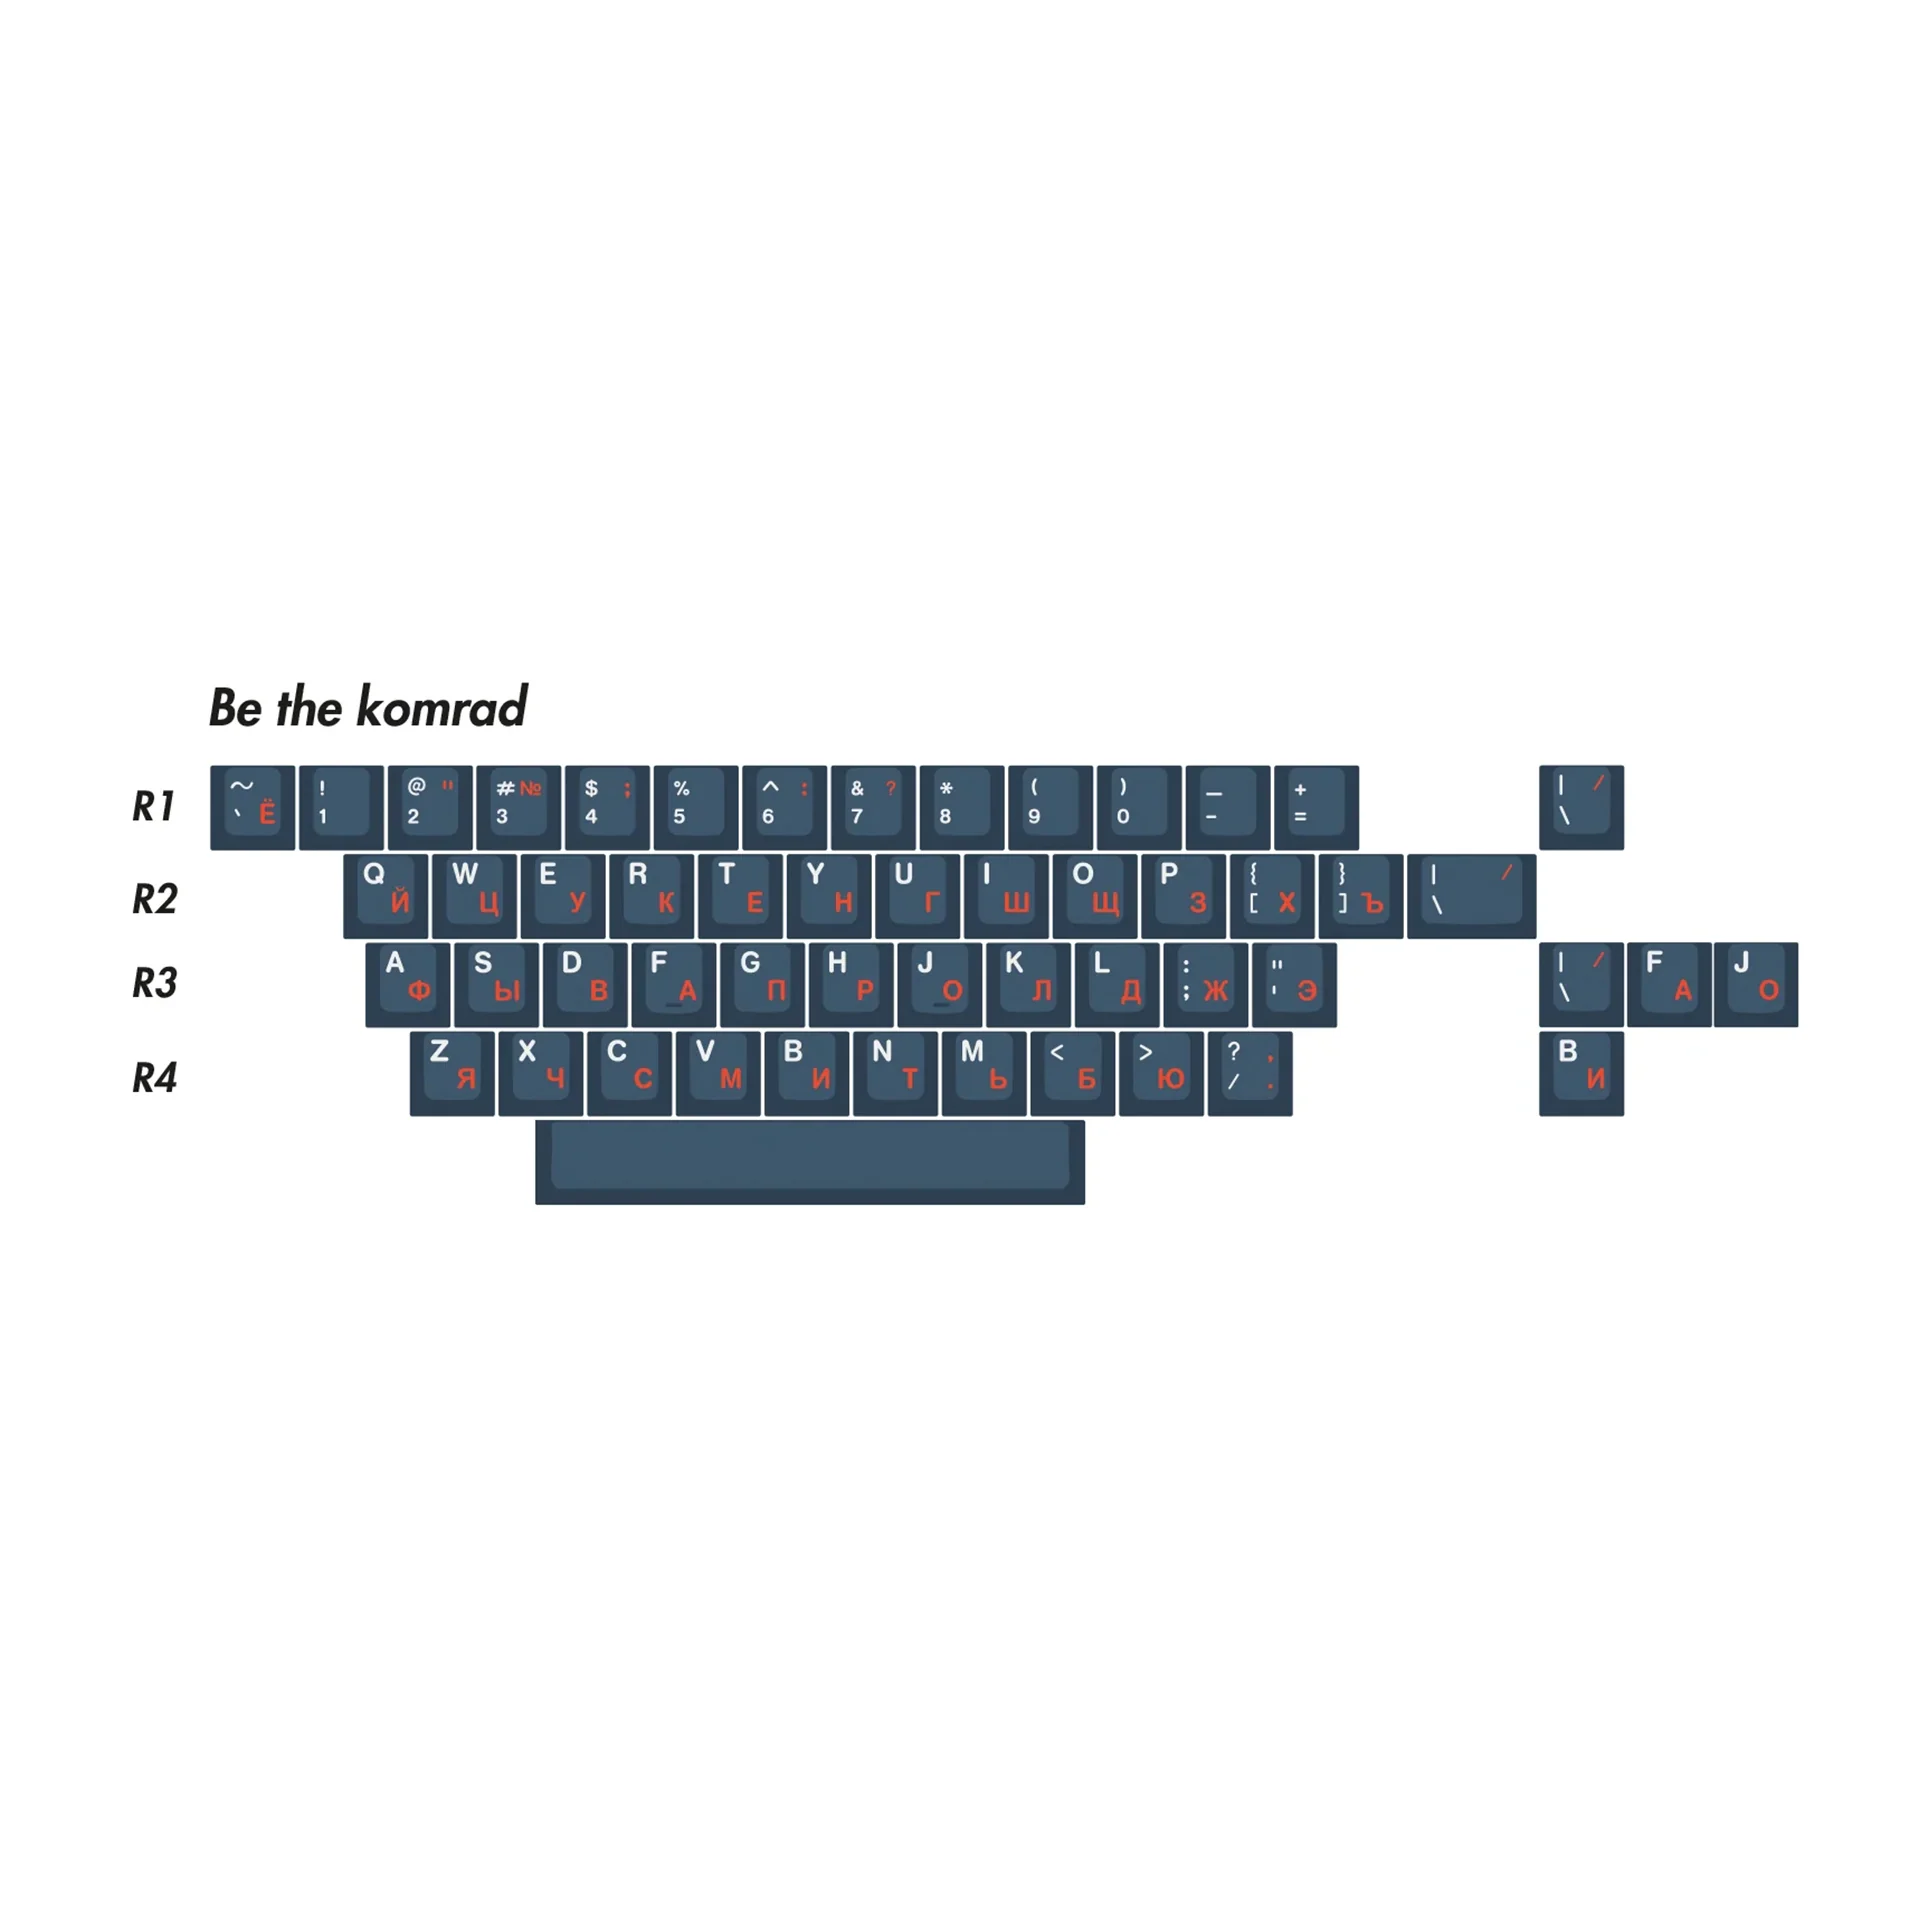 Be the komrad
R1 ~ ` Ё ! 1 @ " 2 # № 3 $ ; 4 % 5 ^ : 6 & ? 7 * 8 ( 9 ) 0 _ - + = | / \
R2 Q Й W Ц E У R К T Е Y Н U Г I Ш O Щ P З { [ Х } ] Ъ | / \
R3 A Ф S Ы D В F А G П H Р J О K Л L Д : ; Ж " ' Э | / \ F А J О
R4 Z Я X Ч C С V М B И N Т M Ь < Б > Ю ? , / . B И